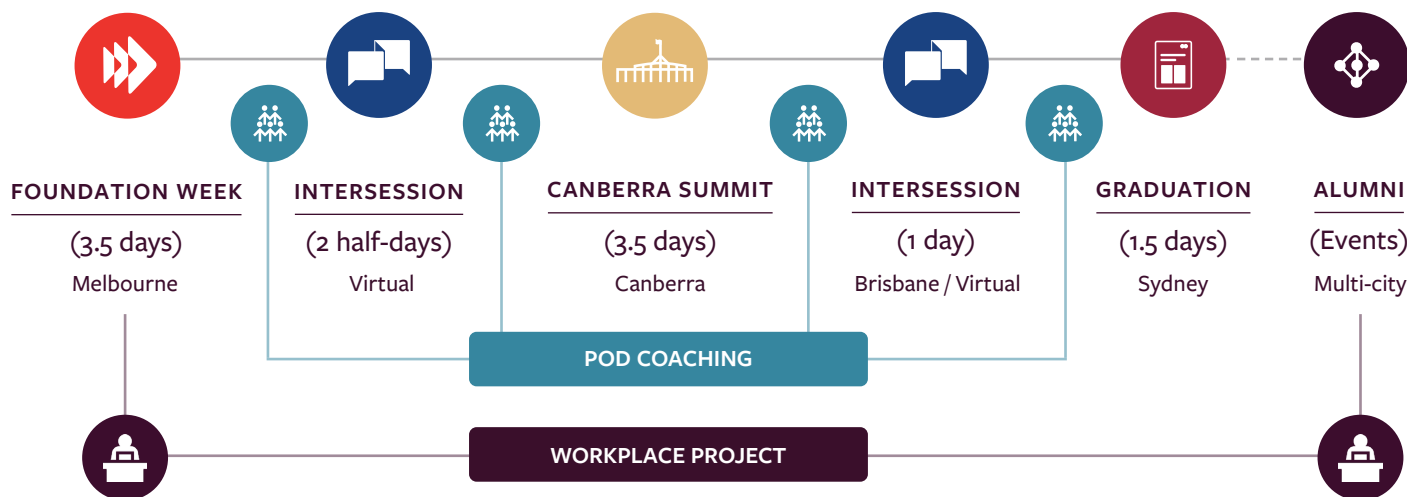 FOUNDATION WEEK
(3.5 days)
Melbourne
INTERSESSION
(2 half-days)
Virtual
CANBERRA SUMMIT
(3.5 days)
Canberra
INTERSESSION
(1 day)
Brisbane / Virtual
GRADUATION
(1.5 days)
Sydney
ALUMNI
(Events)
Multi-city
POD COACHING
WORKPLACE PROJECT